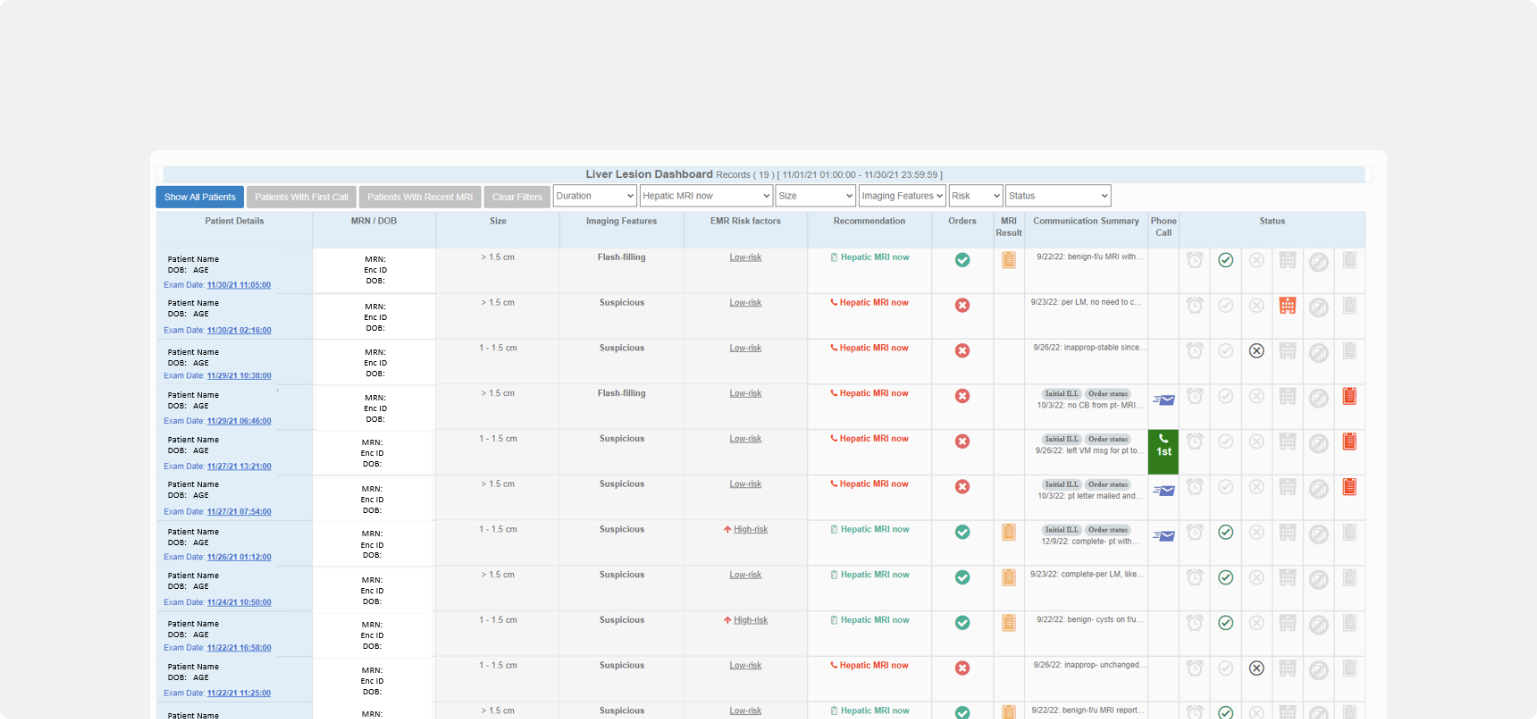 Liver Lesion Dashboard Records ( 19 ) [ 11/01/21 01:00:00 - 11/30/21 23:59:59 ]
Show All Patients Patients With First Call Patients With Recent MRI Clear Filters Duration Hepatic MRI now Size Imaging Features Risk Status
Patient Details MRN / DOB Size Imaging Features EMR Risk factors Recommendation Orders MRI Result Communication Summary Phone Call Status
Patient Name MRN: > 1.5 cm Flash-filling Low-risk Hepatic MRI now 9/22/22: benign-f/u MRI with...
DOB: AGE Enc ID
Exam Date: 11/30/21 11:05:00 DOB:
Patient Name MRN: > 1.5 cm Suspicious Low-risk Hepatic MRI now 9/23/22: per LM, no need to c...
DOB: AGE Enc ID
Exam Date: 11/30/21 02:16:00 DOB:
Patient Name MRN: 1 - 1.5 cm Suspicious Low-risk Hepatic MRI now 9/26/22: inapprop-stable since...
DOB: AGE Enc ID
Exam Date: 11/29/21 10:38:00 DOB:
Patient Name MRN: > 1.5 cm Flash-filling Low-risk Hepatic MRI now Initial ILL Order status
DOB: AGE Enc ID 10/3/22: no CB from pt- MRI...
Exam Date: 11/29/21 06:46:00 DOB:
Patient Name MRN: 1 - 1.5 cm Suspicious Low-risk Hepatic MRI now Initial ILL Order status
DOB: AGE Enc ID 9/26/22: left VM msg for pt to... 1st
Exam Date: 11/27/21 13:21:00 DOB:
Patient Name MRN: > 1.5 cm Suspicious Low-risk Hepatic MRI now Initial ILL Order status
DOB: AGE Enc ID 10/3/22: pt letter mailed and...
Exam Date: 11/27/21 07:54:00 DOB:
Patient Name MRN: 1 - 1.5 cm Suspicious High-risk Hepatic MRI now Initial ILL Order status
DOB: AGE Enc ID 12/9/22: complete- pt with...
Exam Date: 11/26/21 01:12:00 DOB:
Patient Name MRN: > 1.5 cm Suspicious Low-risk Hepatic MRI now 9/23/22: complete-per LM, like...
DOB: AGE Enc ID
Exam Date: 11/24/21 10:50:00 DOB:
Patient Name MRN: 1 - 1.5 cm Suspicious High-risk Hepatic MRI now 9/22/22: benign- cysts on f/u...
DOB: AGE Enc ID
Exam Date: 11/22/21 16:58:00 DOB:
Patient Name MRN: 1 - 1.5 cm Suspicious Low-risk Hepatic MRI now 9/26/22: inapprop- unchanged...
DOB: AGE Enc ID
Exam Date: 11/22/21 11:25:00 DOB:
Patient Name MRN: > 1.5 cm Suspicious Low-risk Hepatic MRI now 9/22/22: benign-f/u MRI report...